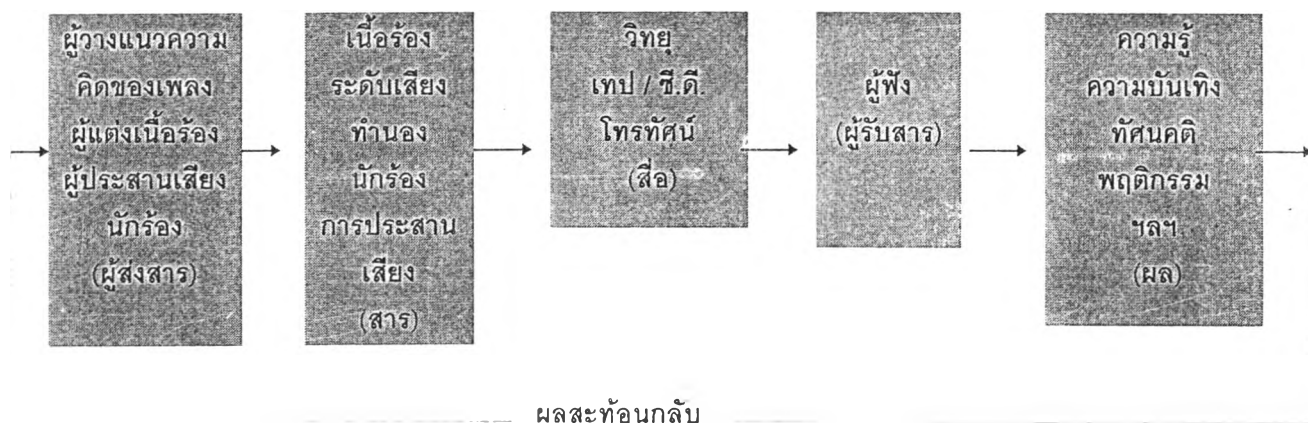 ผู้วางแนวความ
คิดของเพลง
ผู้แต่งเนื้อร้อง
ผู้ประสานเสียง
นักร้อง
(ผู้ส่งสาร)
เนื้อร้อง
ระดับเสียง
ทำนอง
นักร้อง
การประสาน
เสียง
(สาร)
วิทยุ
เทป / ซี.ดี.
โทรทัศน์
(สื่อ)
ผู้ฟัง
(ผู้รับสาร)
ความรู้
ความบันเทิง
ทัศนคติ
พฤติกรรม
ฯลฯ
(ผล)
ผลสะท้อนกลับ